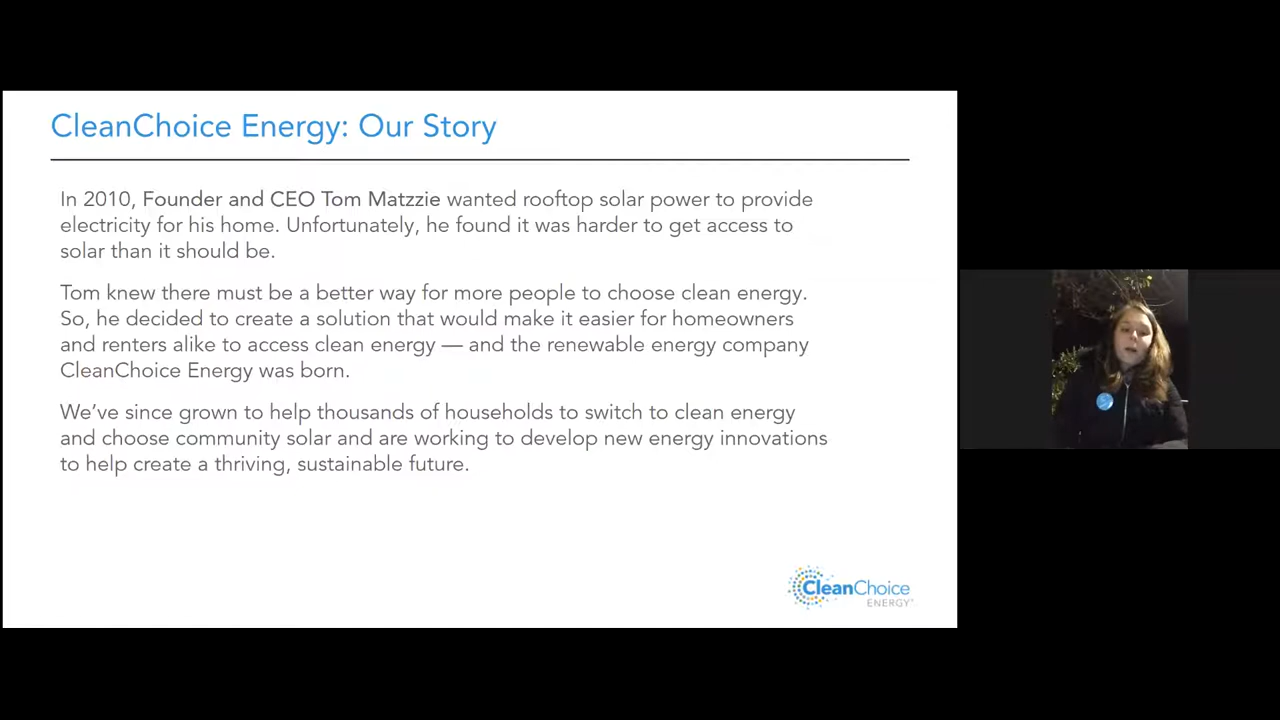 CleanChoice Energy: Our Story
In 2010, Founder and CEO Tom Matzzie wanted rooftop solar power to provide
electricity for his home. Unfortunately, he found it was harder to get access to
solar than it should be.
Tom knew there must be a better way for more people to choose clean energy.
So, he decided to create a solution that would make it easier for homeowners
and renters alike to access clean energy — and the renewable energy company
CleanChoice Energy was born.
We’ve since grown to help thousands of households to switch to clean energy
and choose community solar and are working to develop new energy innovations
to help create a thriving, sustainable future.
CleanChoice
ENERGY